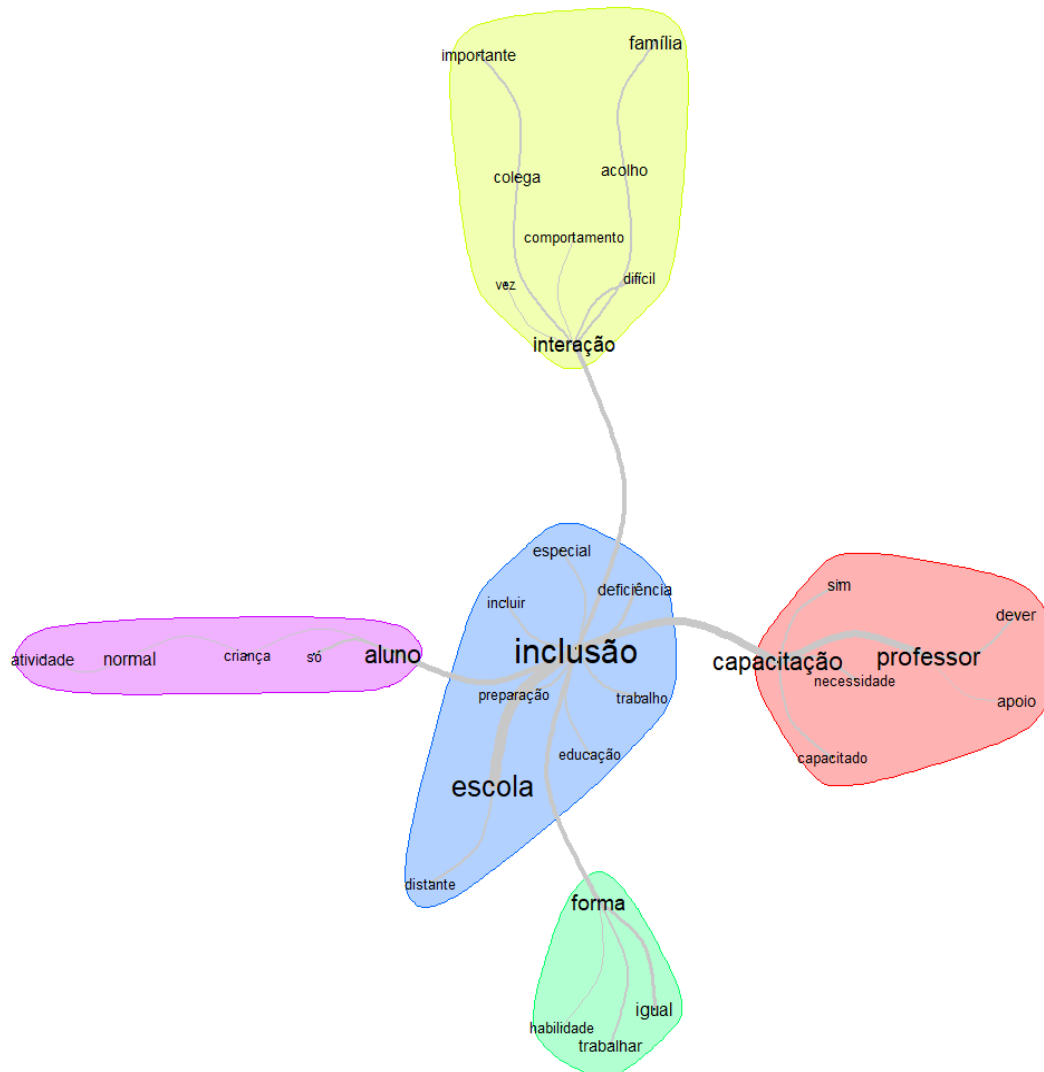 família
importante
acolho
colega
comportamento
difícil
vez
interação
especial
deficiência
incluir
sim
dever
inclusão
aluno
só
criança
normal
atividade
capacitação
professor
necessidade
preparação
trabalho
apoio
educação
capacitado
escola
distante
forma
igual
habilidade
trabalhar